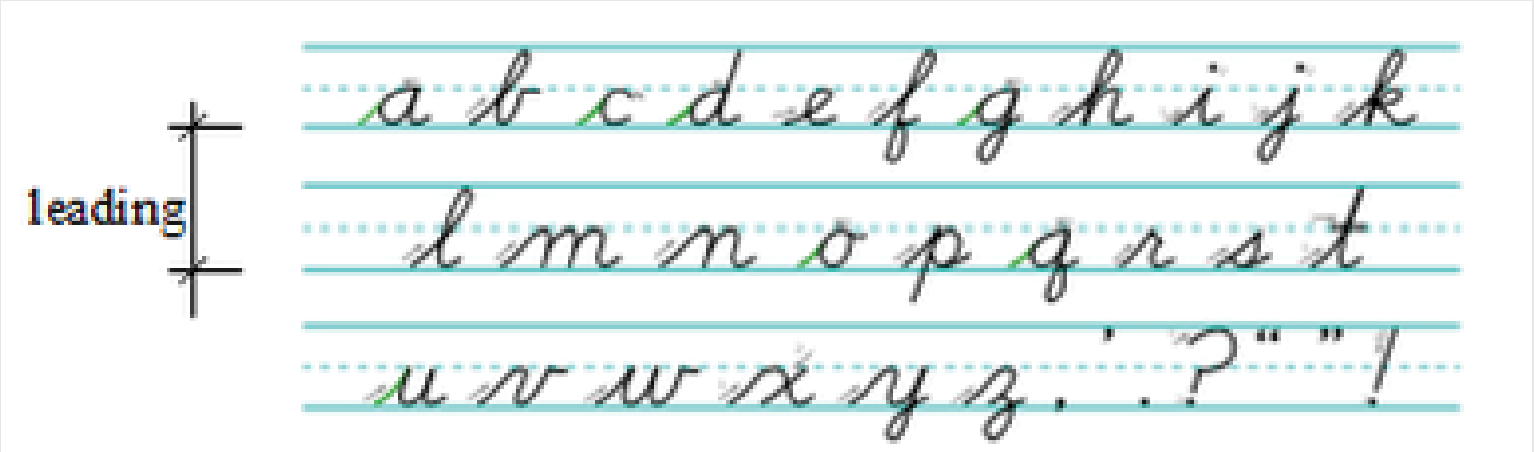 a b c d e f g h i j k
leading
l m n o p q r s t
u v w x y z , . ’ ? “ ” !